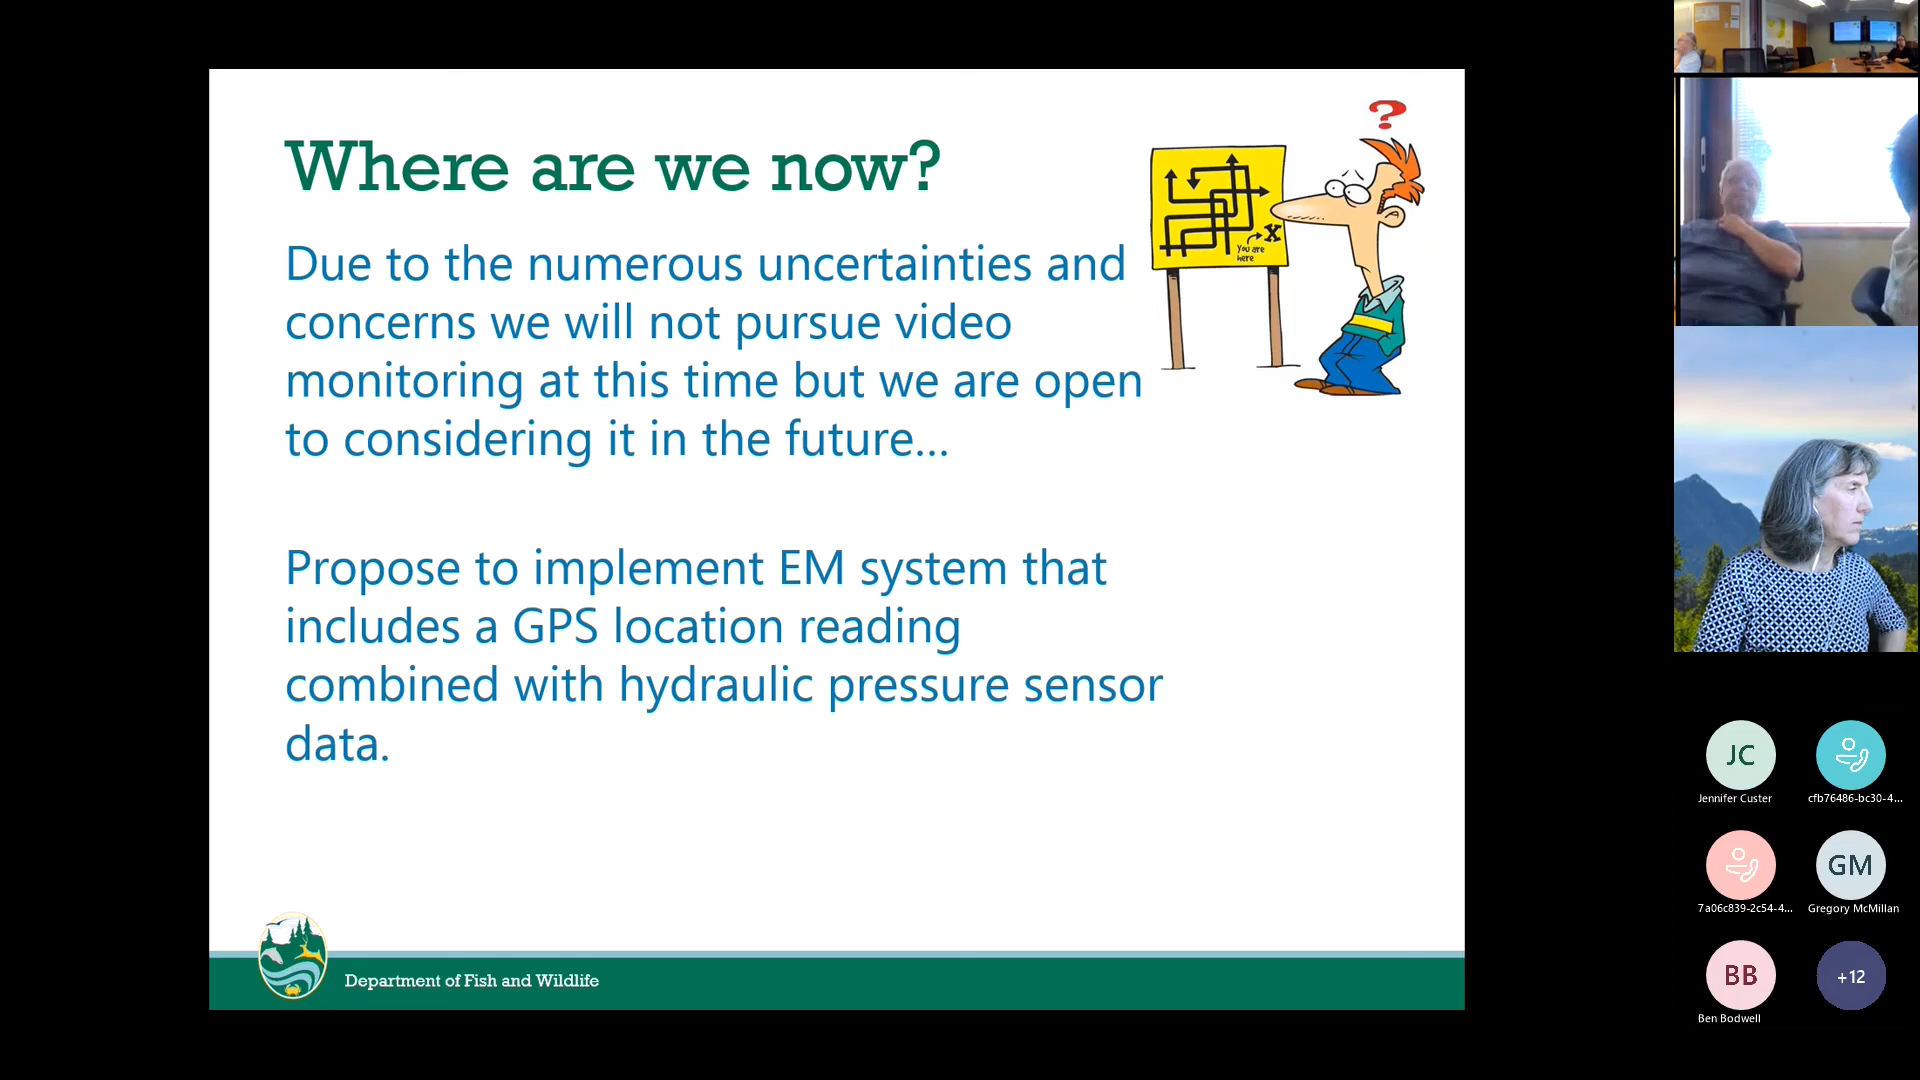 Where are we now?
?
You are
here
X
Due to the numerous uncertainties and
concerns we will not pursue video
monitoring at this time but we are open
to considering it in the future...
Propose to implement EM system that
includes a GPS location reading
combined with hydraulic pressure sensor
data.
Department of Fish and Wildlife
JC
Jennifer Custer
cfb76486-bc30-4...
7a06c839-2c54-4...
GM
Gregory McMillan
BB
Ben Bodwell
+12